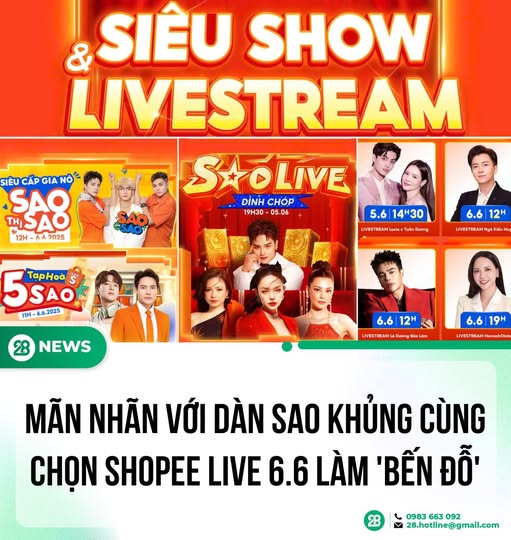 SIÊU SHOW
& LIVESTREAM
SIÊU CẤP GIA NÔ
SAO
THỊ SAO
12H - 6.6.2025
SAO
SAO
Tạp Hoá
5 SAO
11H - 6.6.2025
SAO LIVE
ĐỈNH CHÓP
19H30 - 05.06
5.6 | 14H30
LIVESTREAM Lucie x Tuấn Dương
6.6 | 12H
LIVESTREAM Ngô Kiến Huy
6.6 | 12H
LIVESTREAM Lê Dương Bảo Lâm
6.6 | 19H
LIVESTREAM
28 NEWS
MÃN NHÃN VỚI DÀN SAO KHỦNG CÙNG
CHỌN SHOPEE LIVE 6.6 LÀM 'BẾN ĐỖ'
28
0983 663 092
28.hotline@gmail.com